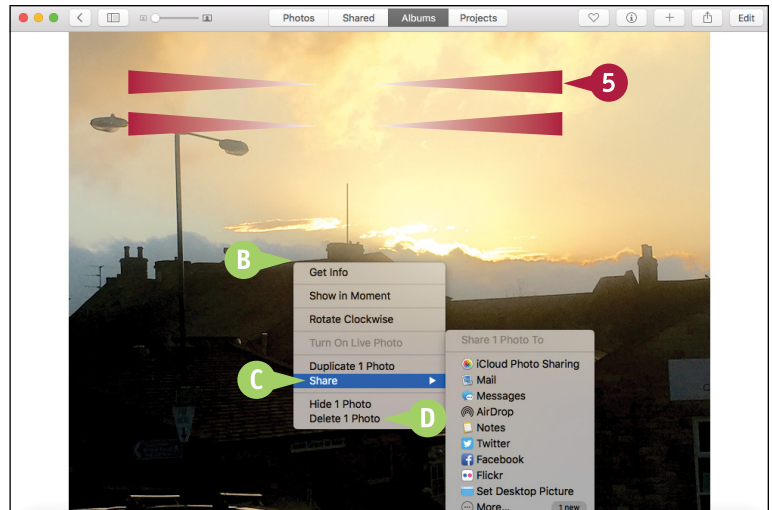 Photos Shared Albums Projects Edit
5
B
Get Info
Show in Moment
Rotate Clockwise
Turn On Live Photo
Duplicate 1 Photo
C
Share
Hide 1 Photo
Delete 1 Photo
D
Share 1 Photo To
iCloud Photo Sharing
Mail
Messages
AirDrop
Notes
Twitter
Facebook
Flickr
Set Desktop Picture
More... 1 new